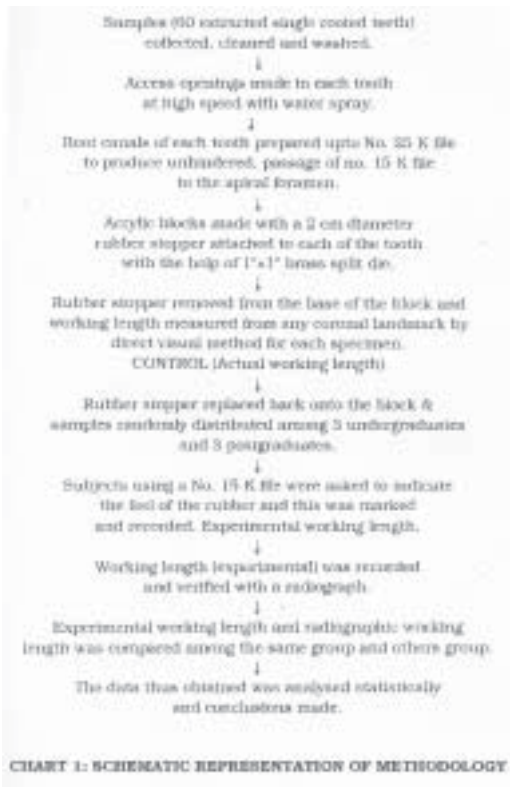 Samples (60 extracted single rooted teeth)
collected, cleaned and washed.
↓
Access openings made in each tooth
at high speed with water spray.
↓
Root canals of each tooth prepared upto No. 25 K file
to produce unhindered, passage of no. 15 K file
to the apical foramen.
↓
Acrylic blocks made with a 2 cm diameter
rubber stopper attached to each of the tooth
with the help of 1"×1" brass split die.
↓
Rubber stopper removed from the base of the block and
working length measured from any coronal landmark by
direct visual method for each specimen.
CONTROL (Actual working length)
↓
Rubber stopper replaced back onto the block &
samples randomly distributed among 3 undergraduates
and 3 postgraduates.
↓
Subjects using a No. 15 K file were asked to indicate
the feel of the rubber and this was marked
and recorded. Experimental working length.
↓
Working length (experimental) was recorded
and verified with a radiograph.
↓
Experimental working length and radiographic working
length was compared among the same group and others group.
↓
The data thus obtained was analysed statistically
and conclusions made.
CHART 1: SCHEMATIC REPRESENTATION OF METHODOLOGY